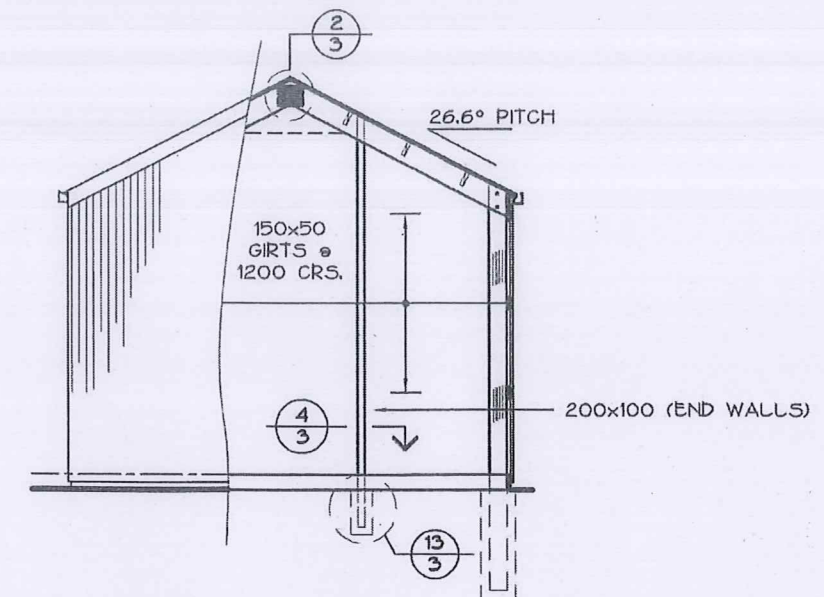 2
3
26.6° PITCH
150x50
GIRTS @
1200 CRS.
4
3
200x100 (END WALLS)
13
3